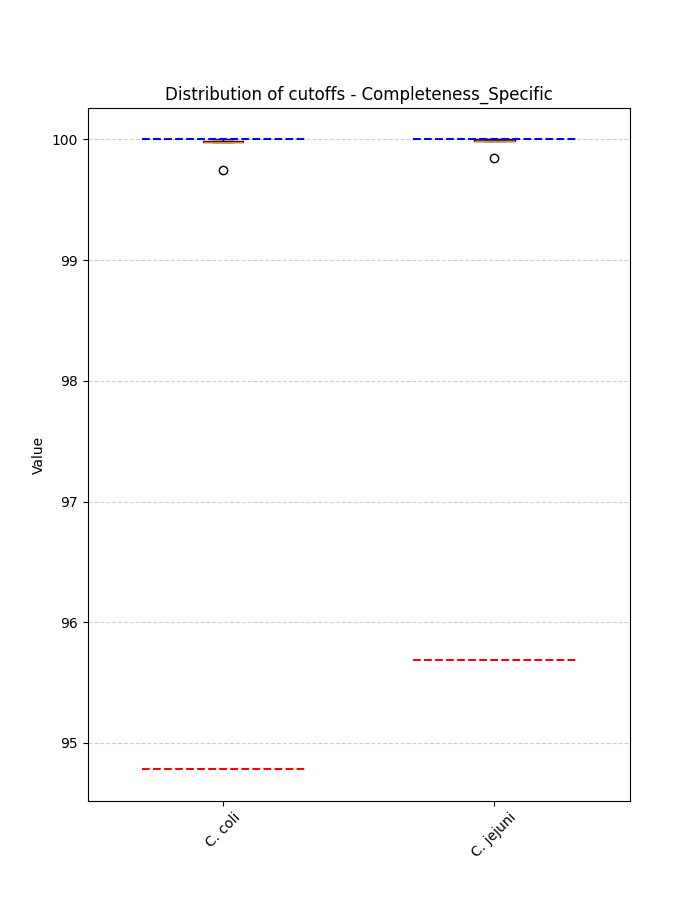 Distribution of cutoffs - Completeness_Specific
100
99
98
97
96
95
Value
C. coli
C. jejuni